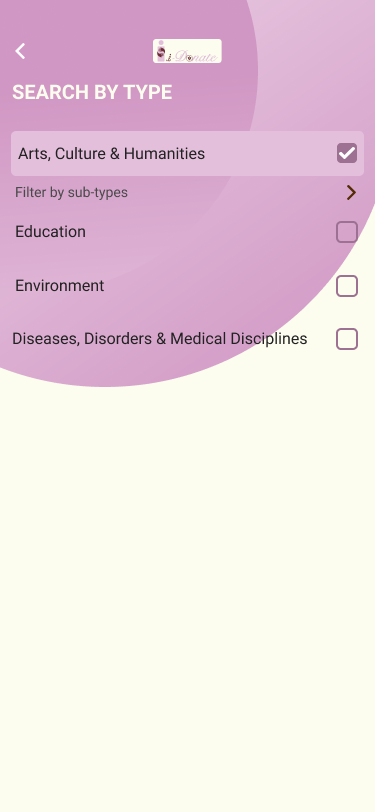 i Donate
SEARCH BY TYPE
Arts, Culture & Humanities
Filter by sub-types
Education
Environment
Diseases, Disorders & Medical Disciplines